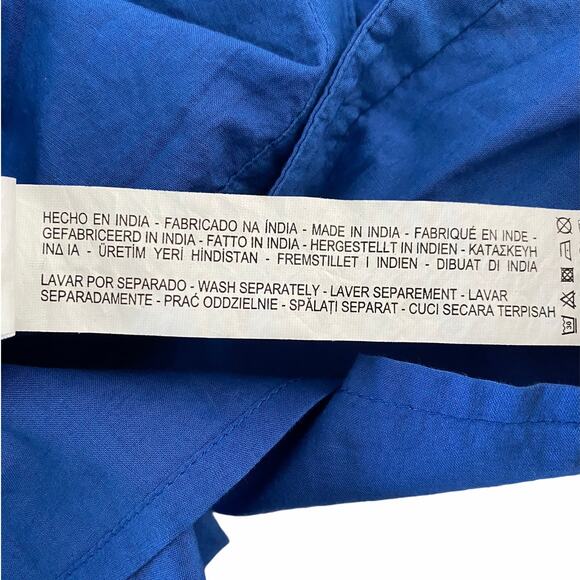 HECHO EN INDIA - FABRICADO NA ÍNDIA - MADE IN INDIA - FABRIQUÉ EN INDE -
GEFABRICEERD IN INDIA - FATTO IN INDIA - HERGESTELLT IN INDIEN - ΚΑΤΑΣΚΕΥΗ
ΙΝΔ ΙΑ - ÜRETİM YERİ HİNDİSTAN - FREMSTILLET I INDIEN - DIBUAT DI INDIA
LAVAR POR SEPARADO - WASH SEPARATELY - LAVER SEPAREMENT - LAVAR
SEPARADAMENTE - PRAĆ ODDZIELNIE - SPĂLAȚI SEPARAT - CUCI SECARA TERPISAH
30